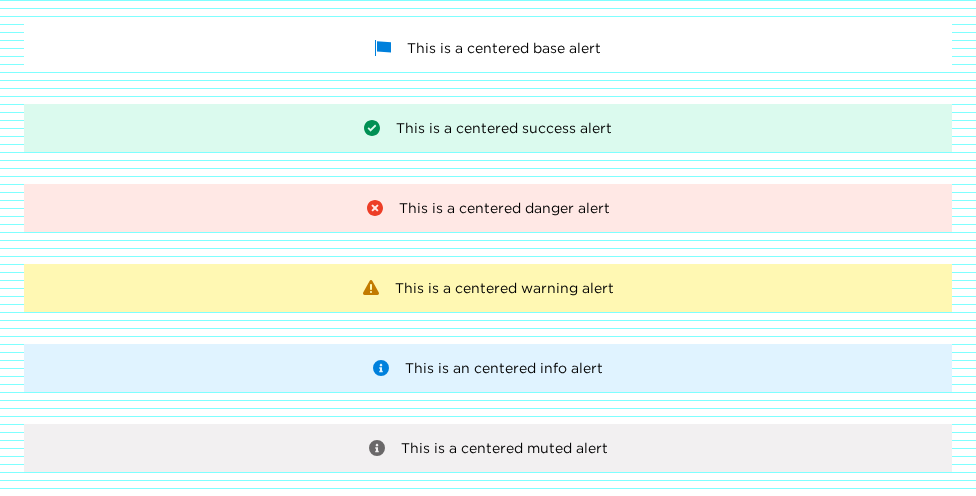 This is a centered base alert
This is a centered success alert
This is a centered danger alert
This is a centered warning alert
This is an centered info alert
This is a centered muted alert